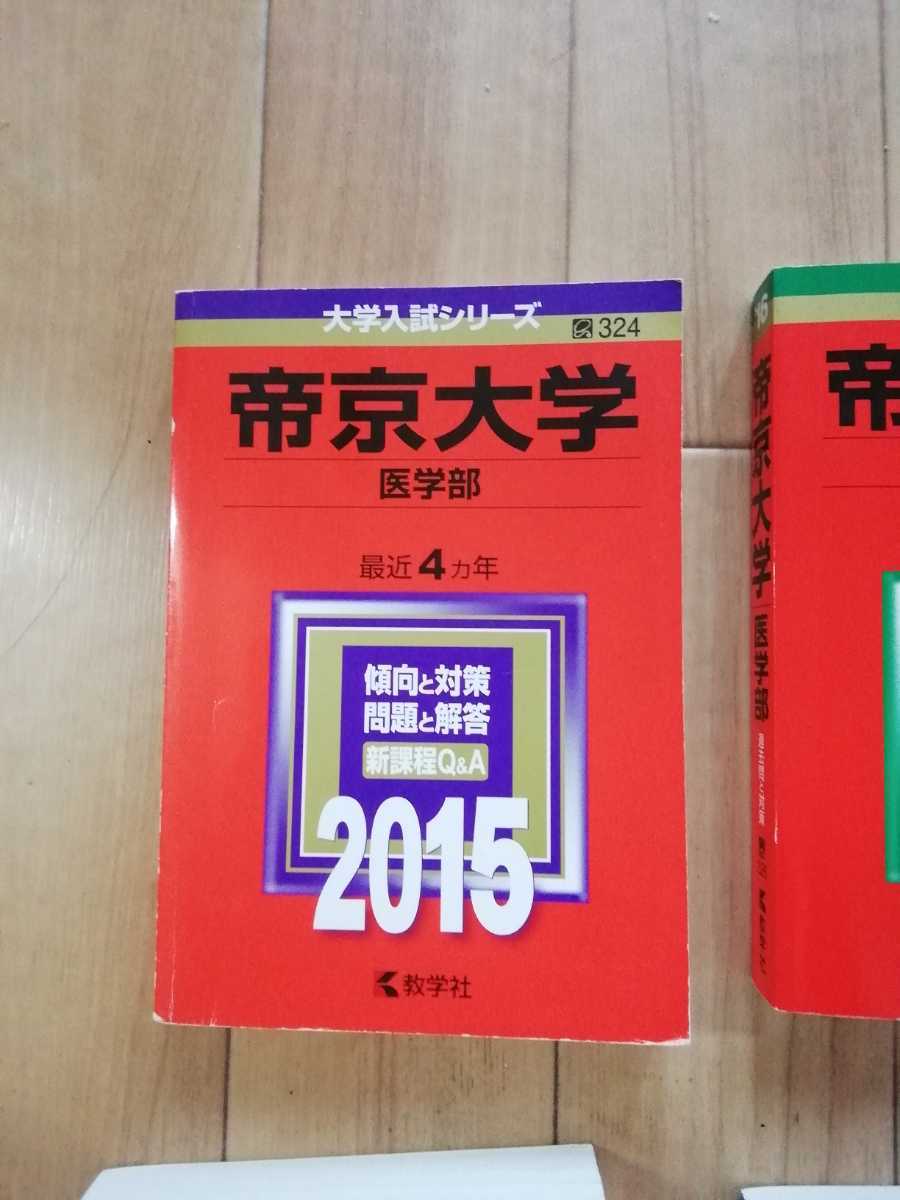 大学入試シリーズ
324
帝京大学
医学部
最近4カ年
傾向と対策
問題と解答
新課程Q&A
2015
教学社
'16
帝京大学
医学部
帝